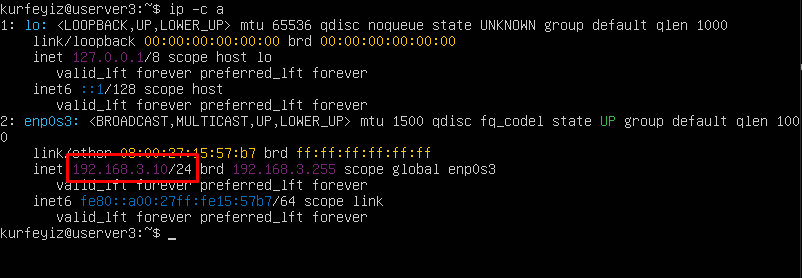 kurfeyiz@userver3:~$ ip -c a
1: lo: <LOOPBACK,UP,LOWER_UP> mtu 65536 qdisc noqueue state UNKNOWN group default qlen 1000
link/loopback 00:00:00:00:00:00 brd 00:00:00:00:00:00
inet 127.0.0.1/8 scope host lo
valid_lft forever preferred_lft forever
inet6 ::1/128 scope host
valid_lft forever preferred_lft forever
2: enp0s3: <BROADCAST,MULTICAST,UP,LOWER_UP> mtu 1500 qdisc fq_codel state UP group default qlen 100
0
link/ether 08:00:27:15:57:b7 brd ff:ff:ff:ff:ff:ff
inet 192.168.3.10/24 brd 192.168.3.255 scope global enp0s3
valid_lft forever preferred_lft forever
inet6 fe80::a00:27ff:fe15:57b7/64 scope link
valid_lft forever preferred_lft forever
kurfeyiz@userver3:~$ _